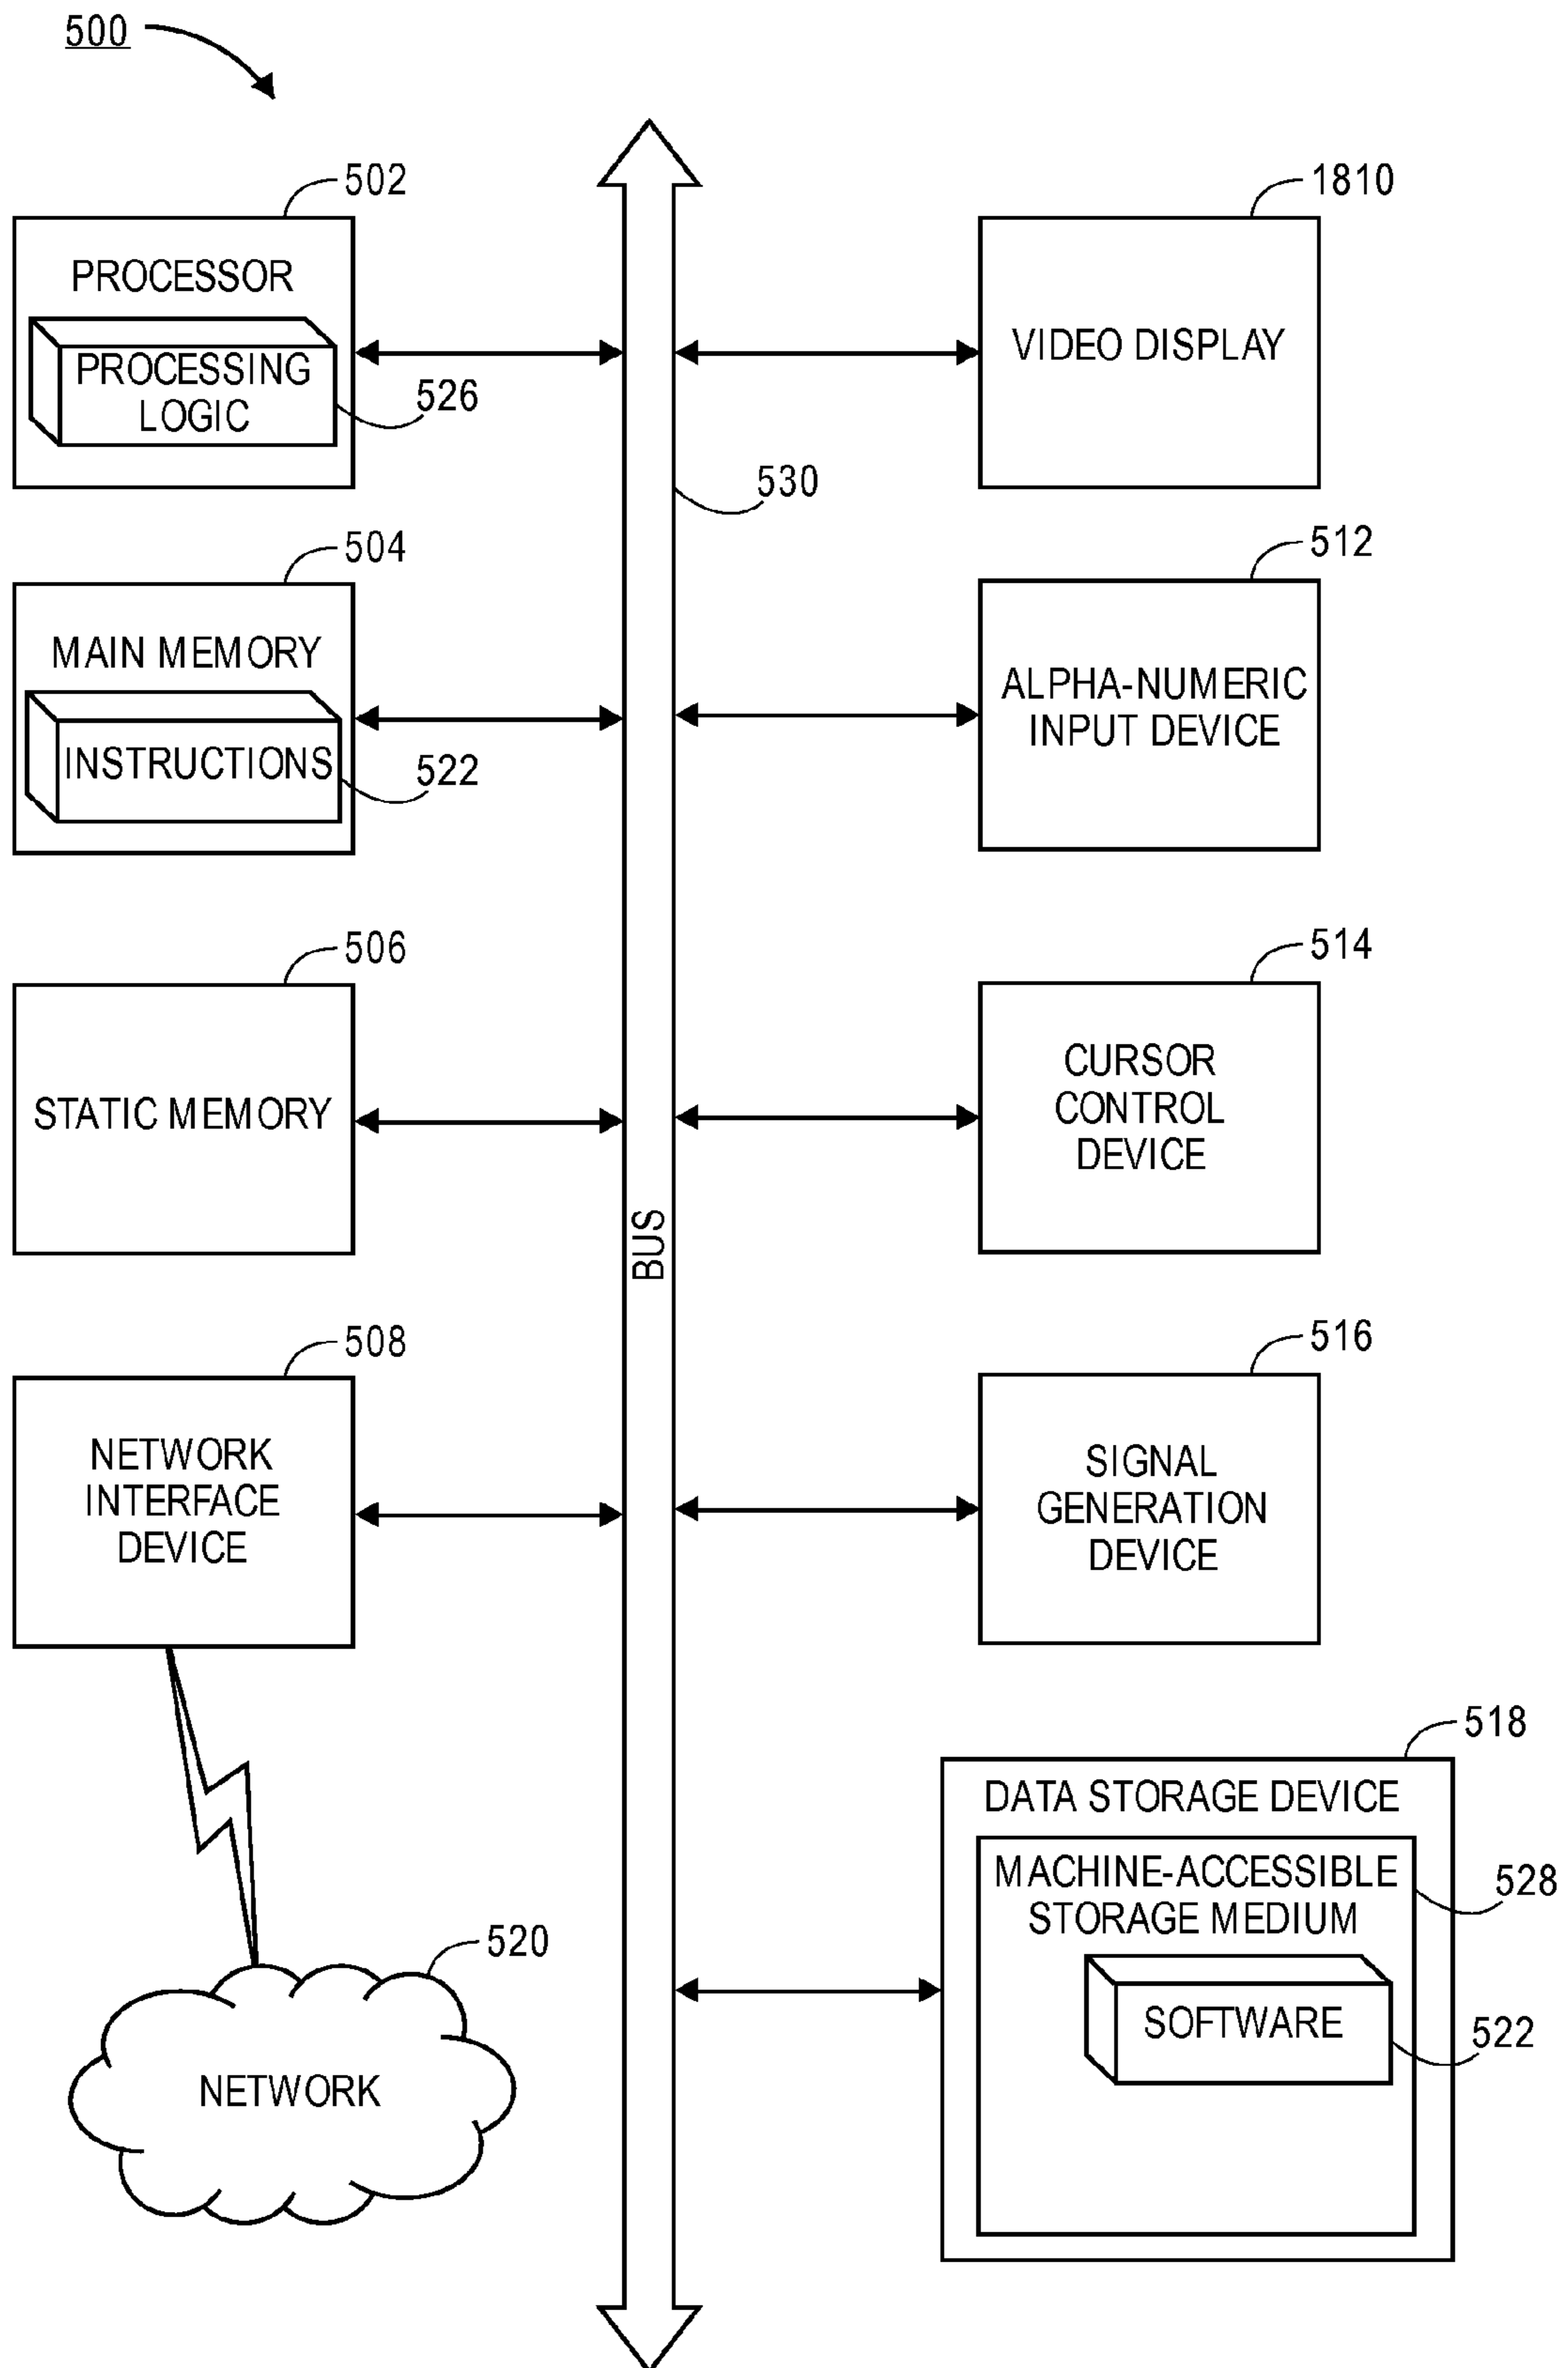 500
502
PROCESSOR
PROCESSING
LOGIC
526
504
MAIN MEMORY
INSTRUCTIONS
522
506
STATIC MEMORY
508
NETWORK
INTERFACE
DEVICE
520
NETWORK
530
BUS
1810
VIDEO DISPLAY
512
ALPHA-NUMERIC
INPUT DEVICE
514
CURSOR
CONTROL
DEVICE
516
SIGNAL
GENERATION
DEVICE
518
DATA STORAGE DEVICE
MACHINE-ACCESSIBLE
STORAGE MEDIUM
528
SOFTWARE
522